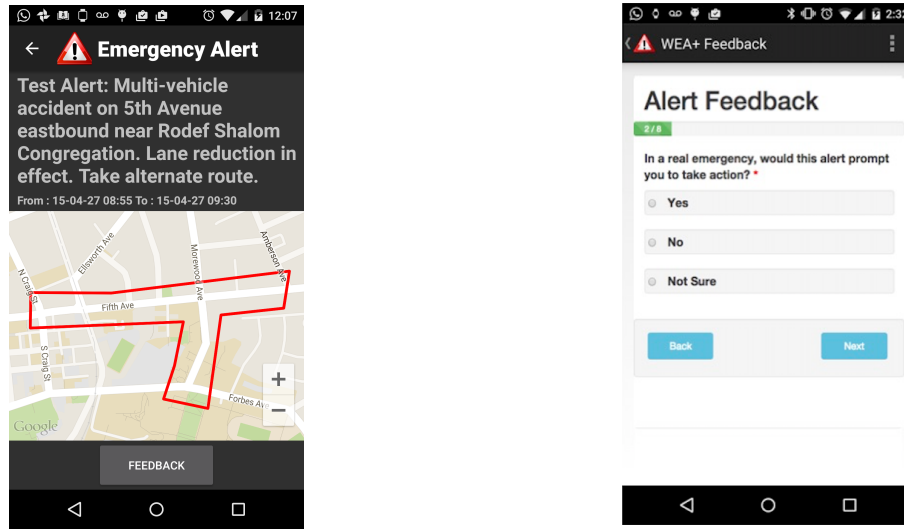 12:07
Emergency Alert
Test Alert: Multi-vehicle
accident on 5th Avenue
eastbound near Rodef Shalom
Congregation. Lane reduction in
effect. Take alternate route.
From : 15-04-27 08:55 To : 15-04-27 09:30
Amberson Ave
Ellsworth Ave
Morewood Ave
N Craig St
Fifth Ave
S Craig St
+
Forbes Ave
−
Google
FEEDBACK
2:32
WEA+ Feedback
Alert Feedback
2/8
In a real emergency, would this alert prompt
you to take action? *
Yes
No
Not Sure
Back
Next